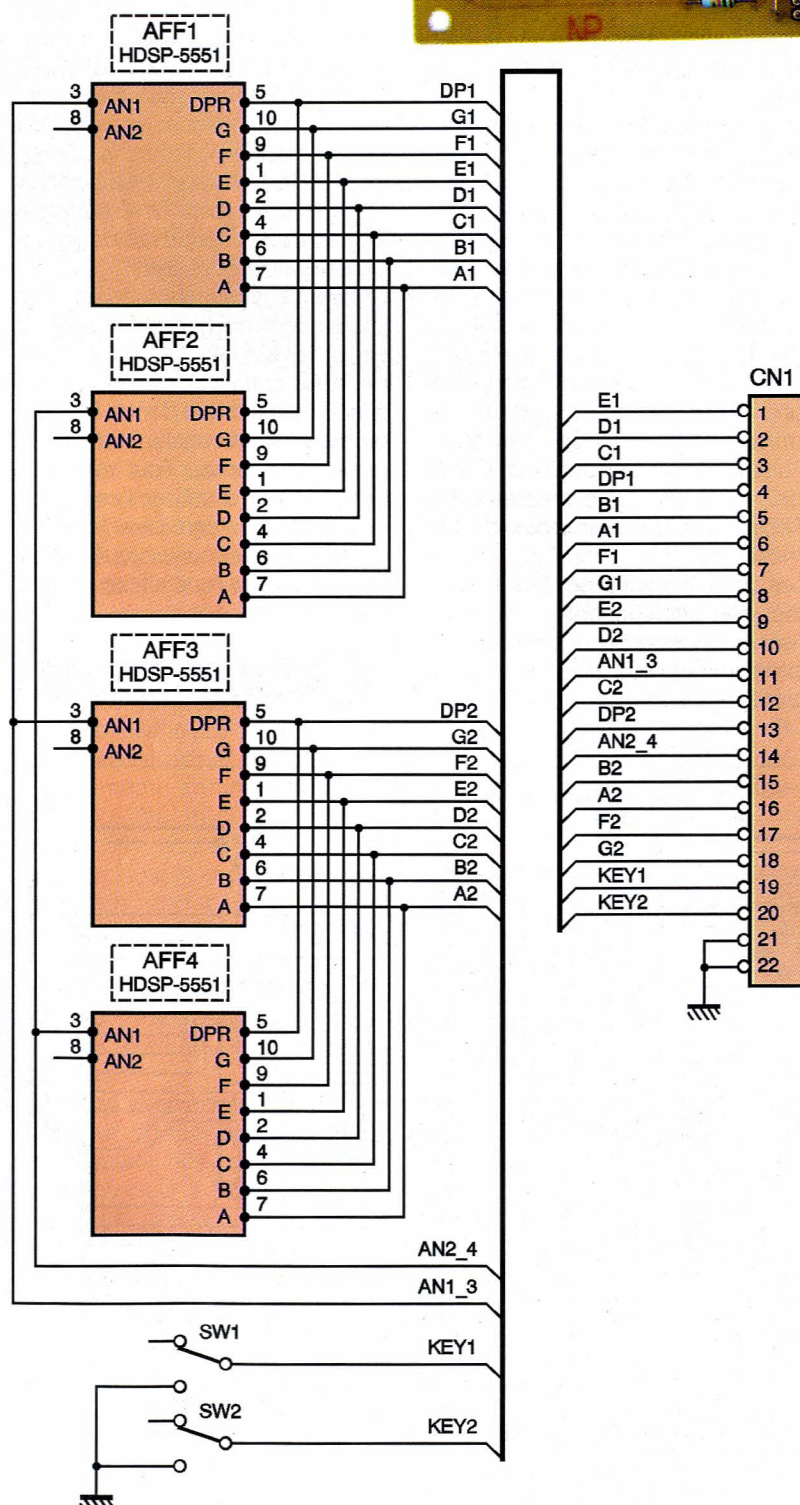 NP
AFF1
HDSP-5551
3 AN1 DPR 5 DP1
8 AN2 G 10 G1
F 9 F1
E 1 E1
D 2 D1
C 4 C1
B 6 B1
A 7 A1
AFF2
HDSP-5551
3 AN1 DPR 5
8 AN2 G 10
F 9
E 1
D 2
C 4
B 6
A 7
AFF3
HDSP-5551
3 AN1 DPR 5 DP2
8 AN2 G 10 G2
F 9 F2
E 1 E2
D 2 D2
C 4 C2
B 6 B2
A 7 A2
AFF4
HDSP-5551
3 AN1 DPR 5
8 AN2 G 10
F 9
E 1
D 2
C 4
B 6
A 7
AN2_4
AN1_3
SW1 KEY1
SW2 KEY2
CN1
E1 1
D1 2
C1 3
DP1 4
B1 5
A1 6
F1 7
G1 8
E2 9
D2 10
AN1_3 11
C2 12
DP2 13
AN2_4 14
B2 15
A2 16
F2 17
G2 18
KEY1 19
KEY2 20
21
22